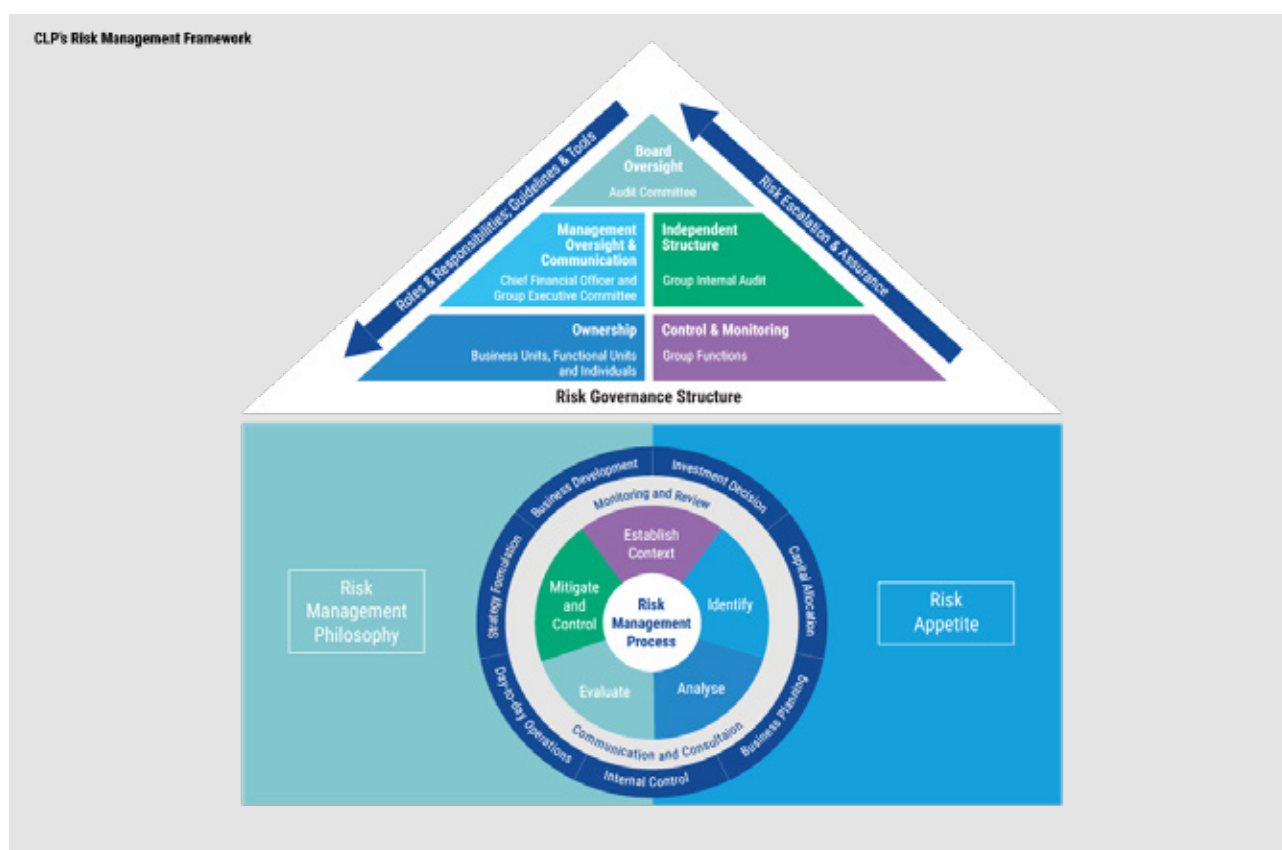 CLP's Risk Management Framework
Roles & Responsibilities; Guidelines & Tools
Risk Escalation & Assurance
Board
Oversight
Audit Committee
Management
Oversight &
Communication
Chief Financial Officer and
Group Executive Committee
Independent
Structure
Group Internal Audit
Ownership
Business Units, Functional Units
and Individuals
Control & Monitoring
Group Functions
Risk Governance Structure
Risk
Management
Philosophy
Risk
Appetite
Business Development
Investment Decision
Capital Allocation
Business Planning
Internal Control
Day-to-day Operations
Strategy Formulation
Monitoring and Review
Communication and Consultaion
Establish
Context
Identify
Analyse
Evaluate
Mitigate
and
Control
Risk
Management
Process